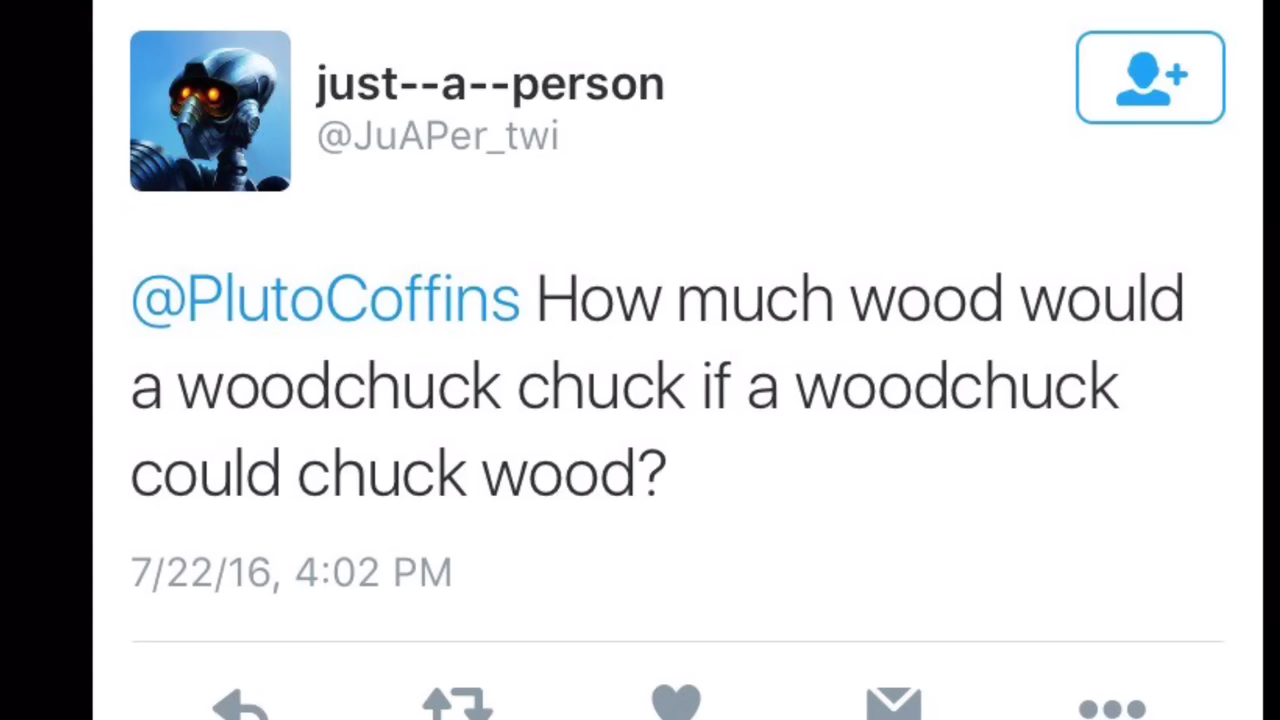 just--a--person
@JuAPer_twi
@PlutoCoffins How much wood would
a woodchuck chuck if a woodchuck
could chuck wood?
7/22/16, 4:02 PM